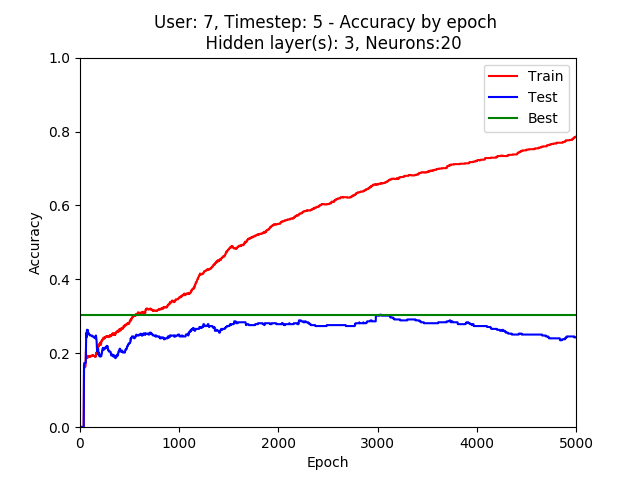 User: 7, Timestep: 5 - Accuracy by epoch
Hidden layer(s): 3, Neurons:20
1.0
0.8
0.6
0.4
0.2
0.0
Accuracy
Train
Test
Best
0
1000
2000
3000
4000
5000
Epoch